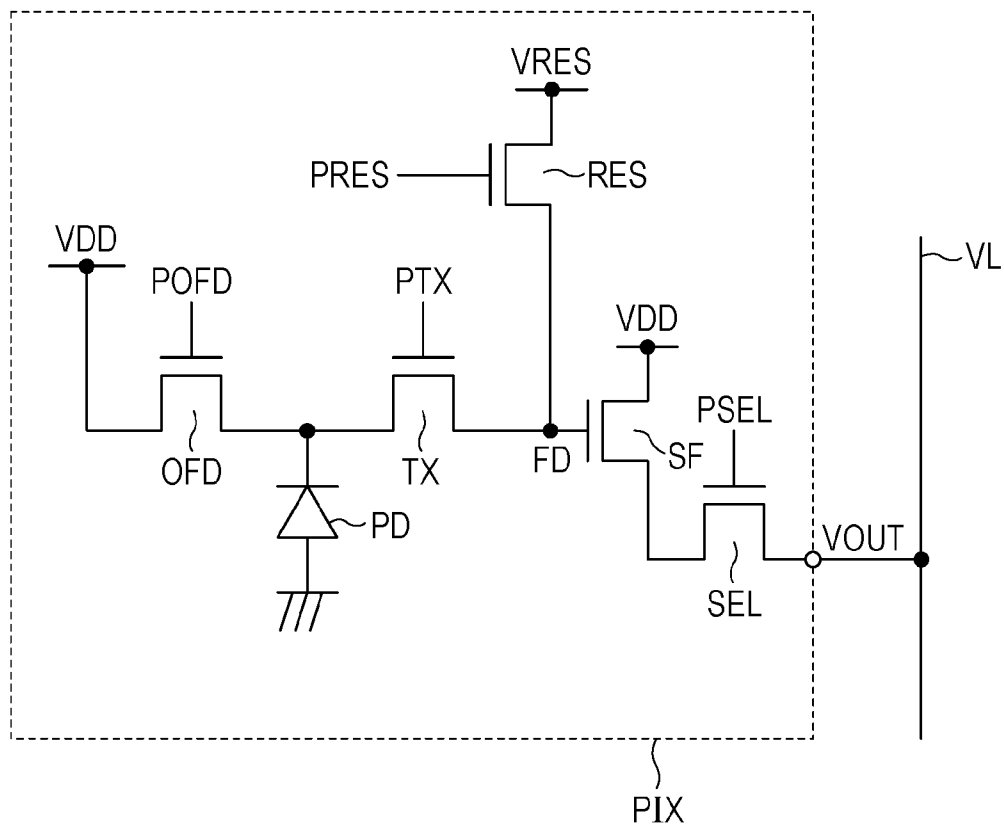 VRES
PRES
RES
VDD
VL
POFD
PTX
VDD
PSEL
OFD
TX
FD
SF
PD
VOUT
SEL
PIX